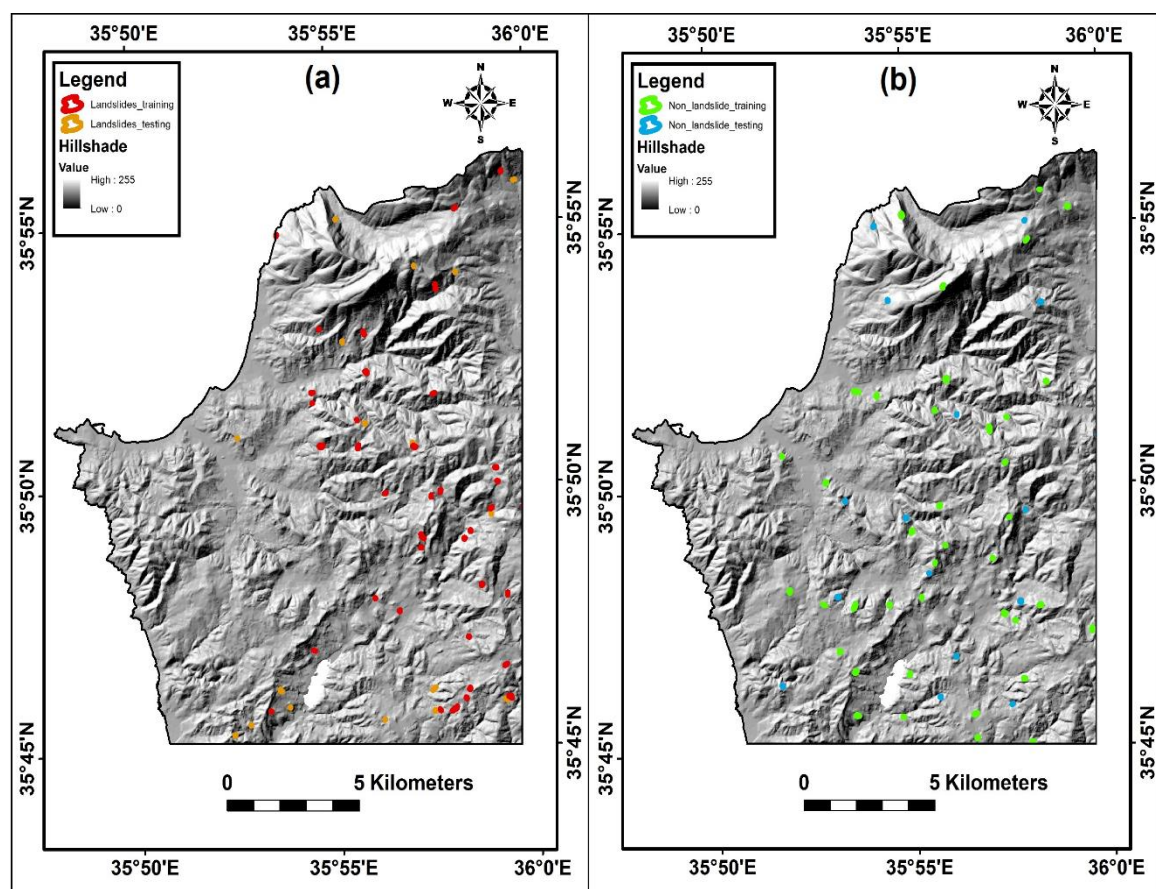 35°50'E 35°55'E 36°0'E
(a)
Legend
Landslides_training
Landslides_testing
Hillshade
Value
High : 255
Low : 0
N
W E
S
35°55'N
35°50'N
35°45'N
35°55'N
35°50'N
35°45'N
0 5 Kilometers
35°50'E 35°55'E 36°0'E
35°50'E 35°55'E 36°0'E
(b)
Legend
Non_landslide_training
Non_landslide_testing
Hillshade
Value
High : 255
Low : 0
N
W E
S
35°55'N
35°50'N
35°45'N
35°55'N
35°50'N
35°45'N
0 5 Kilometers
35°50'E 35°55'E 36°0'E